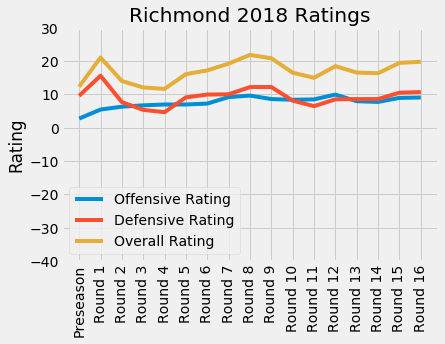 Richmond 2018 Ratings
Rating
30
20
10
0
−10
−20
−30
−40
Offensive Rating
Defensive Rating
Overall Rating
Preseason
Round 1
Round 2
Round 3
Round 4
Round 5
Round 6
Round 7
Round 8
Round 9
Round 10
Round 11
Round 12
Round 13
Round 14
Round 15
Round 16